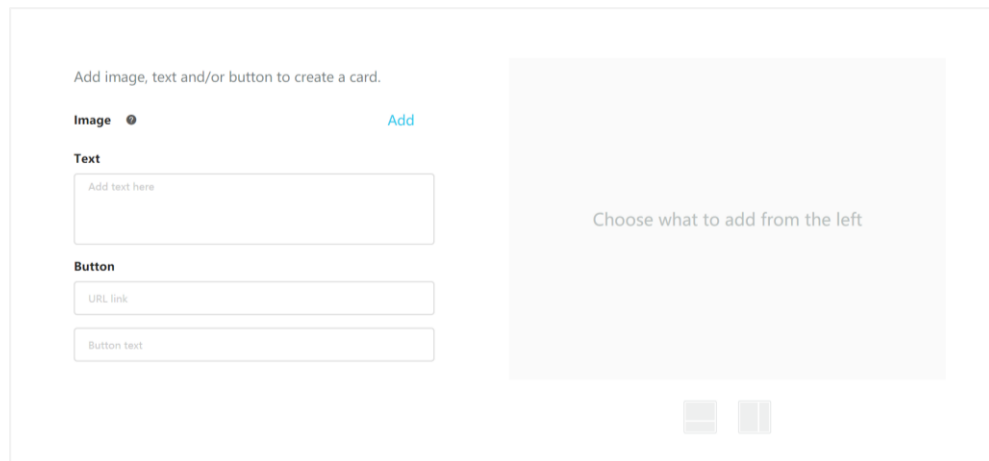 Add image, text and/or button to create a card.
Image ?
Add
Text
Add text here
Button
URL link
Button text
Choose what to add from the left